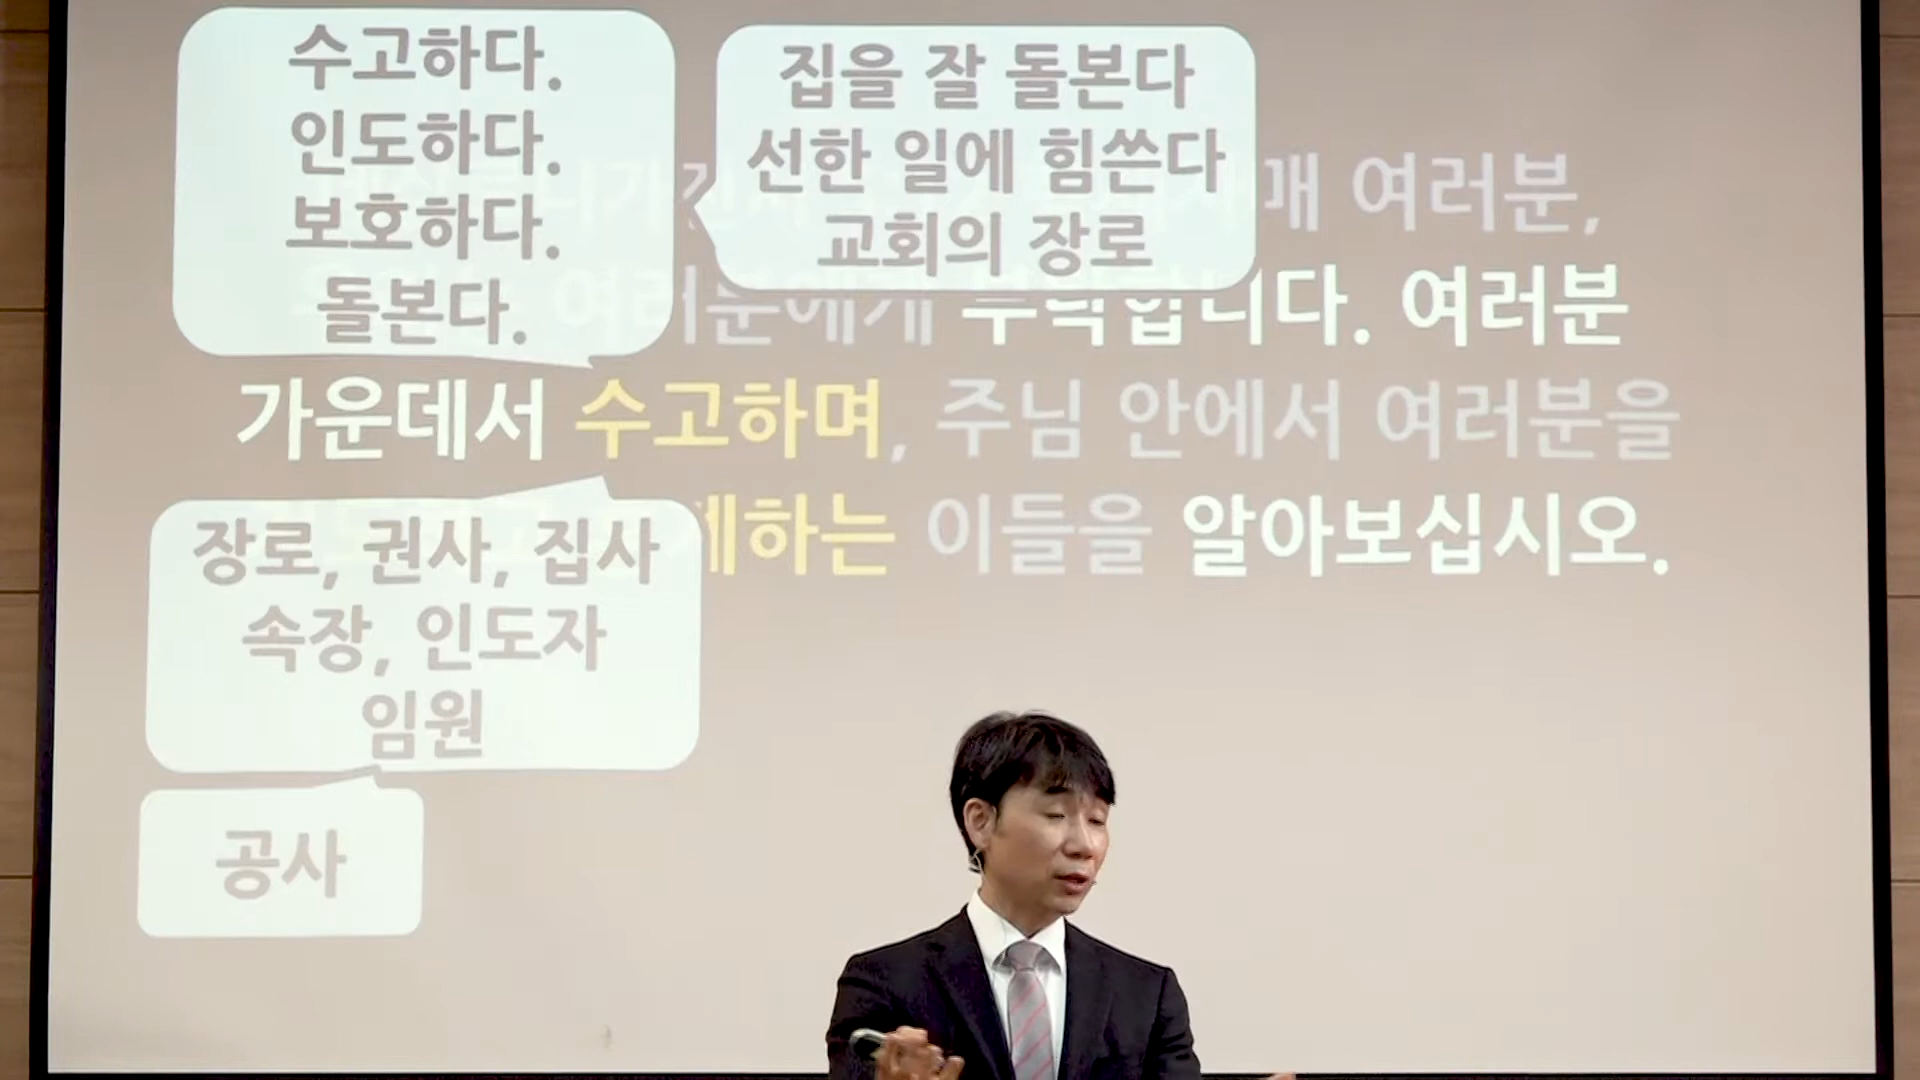 수고하다.
인도하다.
보호하다.
돌본다.
집을 잘 돌본다
선한 일에 힘쓴다
교회의 장로
여러분,
여러분에게 부탁합니다. 여러분
가운데서 수고하며, 주님 안에서 여러분을
이들을 알아보십시오.
장로, 권사, 집사
속장, 인도자
임원
공사